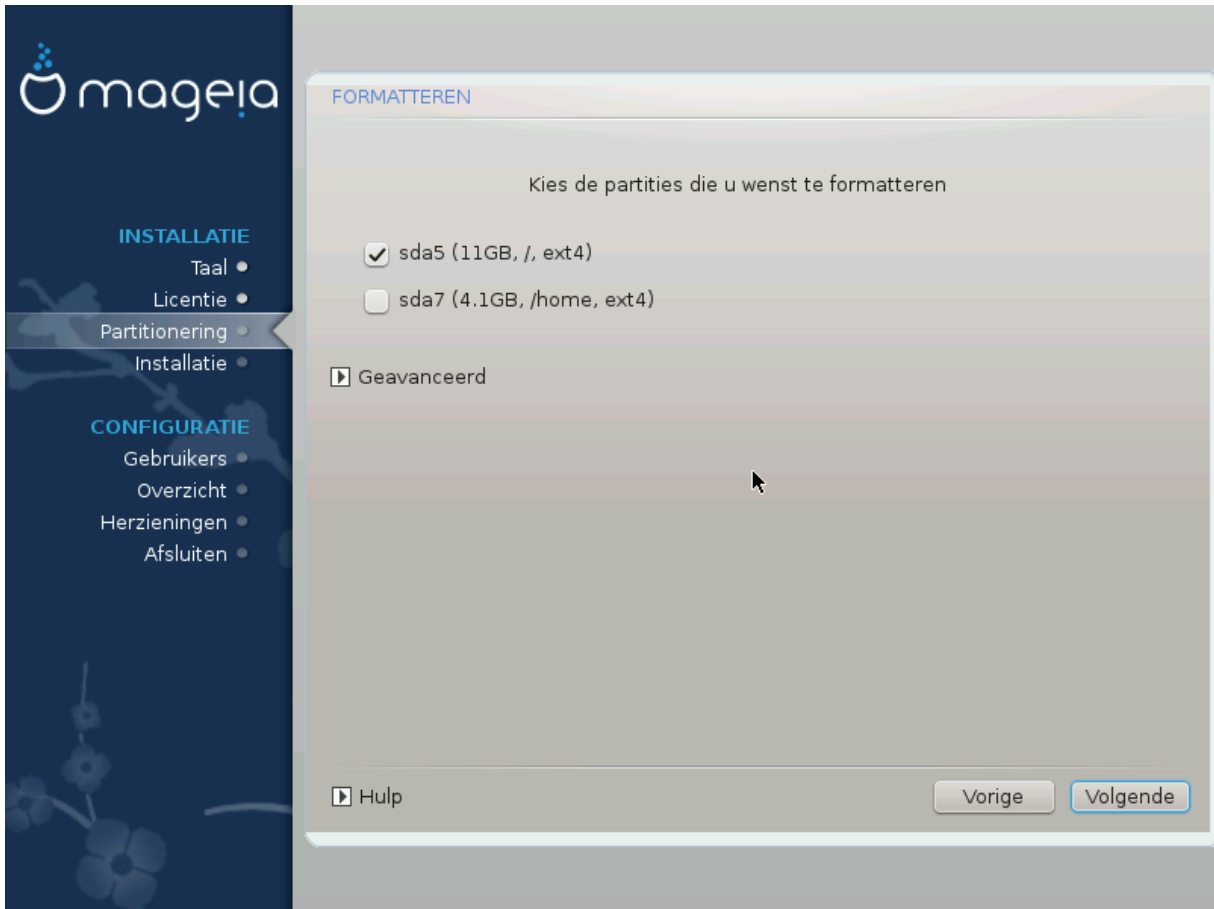 mageia
INSTALLATIE
Taal
Licentie
Partitionering
Installatie
CONFIGURATIE
Gebruikers
Overzicht
Herzieningen
Afsluiten
FORMATTEREN
Kies de partities die u wenst te formatteren
sda5 (11GB, /, ext4)
sda7 (4.1GB, /home, ext4)
Geavanceerd
Hulp
Vorige
Volgende